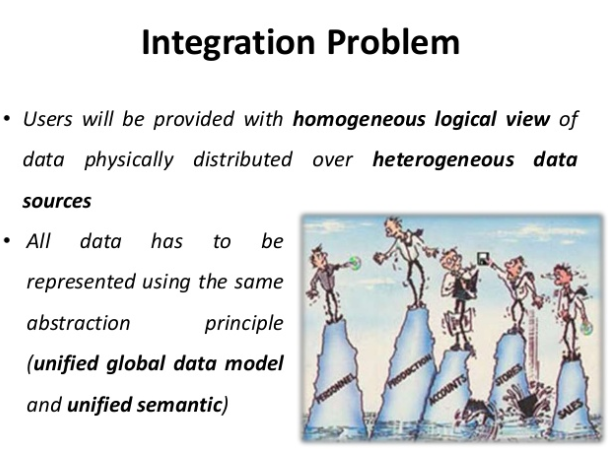 Integration Problem
• Users will be provided with homogeneous logical view of
data physically distributed over heterogeneous data
sources
• All data has to be
represented using the same
abstraction principle
(unified global data model
and unified semantic)
PERSONNEL
PRODUCTION
ACCOUNTS
STORES
SALES